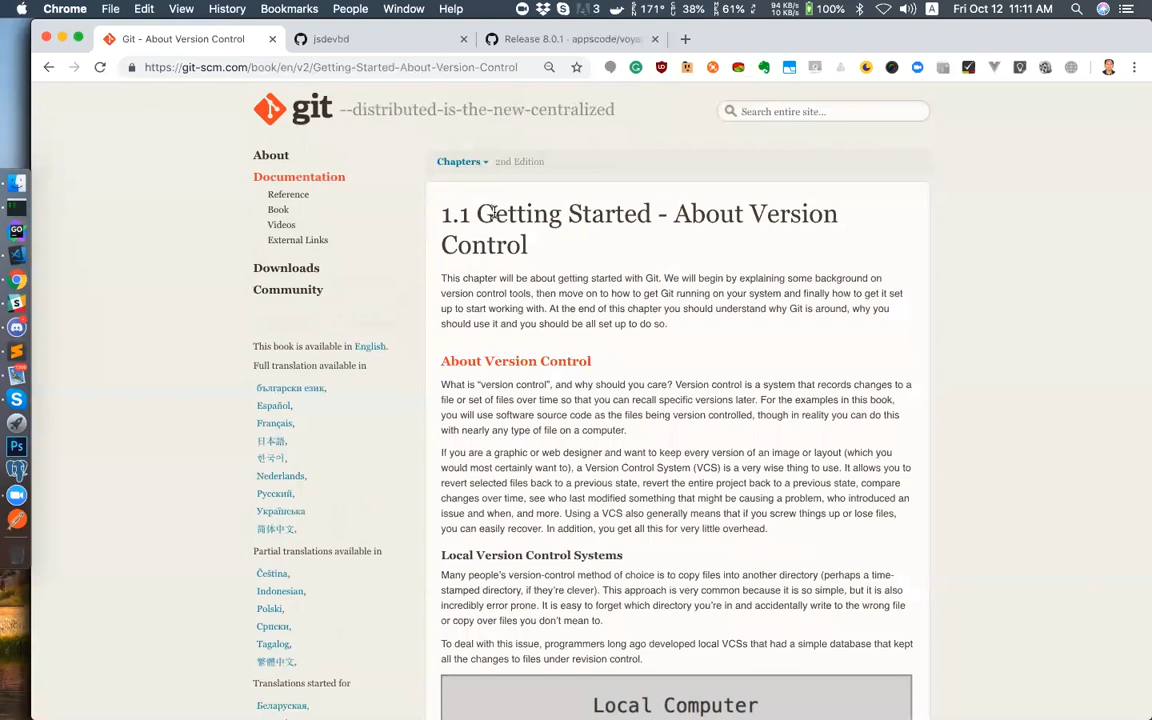 Chrome File Edit View History Bookmarks People Window Help 3 171° 38% 61% 94 KB/s 10 KB/s 100% A Fri Oct 12 11:11 AM
Git - About Version Control × jsdevbd × Release 8.0.1 · appscode/voya × +
https://git-scm.com/book/en/v2/Getting-Started-About-Version-Control
git --distributed-is-the-new-centralized
Search entire site...
About
Documentation
Reference
Book
Videos
External Links
Downloads
Community
This book is available in English.
Full translation available in
български език,
Español,
Français,
日本語,
한국어,
Nederlands,
Русский,
Українська
简体中文,
Partial translations available in
Čeština,
Indonesian,
Polski,
Српски,
Tagalog,
繁體中文,
Translations started for
Беларуская,
Chapters ▾ 2nd Edition
1.1 Getting Started - About Version
Control
This chapter will be about getting started with Git. We will begin by explaining some background on
version control tools, then move on to how to get Git running on your system and finally how to get it set
up to start working with. At the end of this chapter you should understand why Git is around, why you
should use it and you should be all set up to do so.
About Version Control
What is “version control”, and why should you care? Version control is a system that records changes to a
file or set of files over time so that you can recall specific versions later. For the examples in this book,
you will use software source code as the files being version controlled, though in reality you can do this
with nearly any type of file on a computer.
If you are a graphic or web designer and want to keep every version of an image or layout (which you
would most certainly want to), a Version Control System (VCS) is a very wise thing to use. It allows you to
revert selected files back to a previous state, revert the entire project back to a previous state, compare
changes over time, see who last modified something that might be causing a problem, who introduced an
issue and when, and more. Using a VCS also generally means that if you screw things up or lose files,
you can easily recover. In addition, you get all this for very little overhead.
Local Version Control Systems
Many people’s version-control method of choice is to copy files into another directory (perhaps a time-
stamped directory, if they’re clever). This approach is very common because it is so simple, but it is also
incredibly error prone. It is easy to forget which directory you’re in and accidentally write to the wrong file
or copy over files you don’t mean to.
To deal with this issue, programmers long ago developed local VCSs that had a simple database that kept
all the changes to files under revision control.
Local Computer
GO
Ps